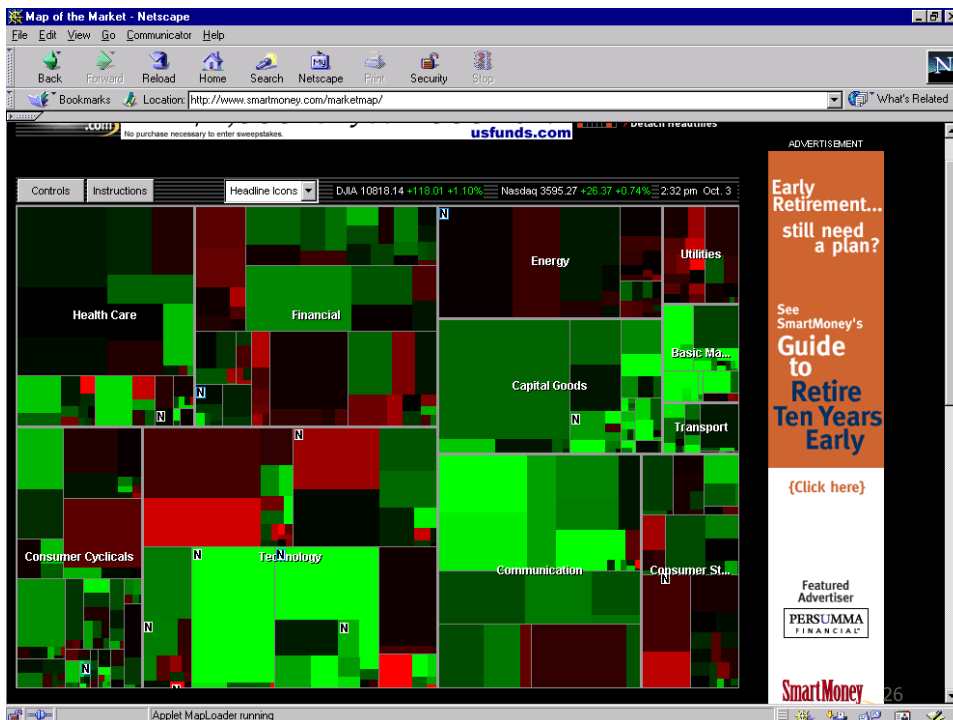 Map of the Market - Netscape
File Edit View Go Communicator Help
Back Forward Reload Home Search Netscape Print Security Stop
My
N
Bookmarks Location: http://www.smartmoney.com/marketmap/ What's Related
.com
No purchase necessary to enter sweepstakes.
usfunds.com
Detach Headlines
ADVERTISEMENT
Controls Instructions Headline Icons DJIA 10818.14 +118.01 +1.10% Nasdaq 3595.27 +26.37 +0.74% 2:32 pm Oct. 3
Health Care
Financial
Energy
Utilities
Capital Goods
Basic Ma...
Transport
Consumer Cyclicals
Technology
Communication
Consumer St...
N
N
N
N
N
N
N
N
N
N
N
Early
Retirement...
still need
a plan?
See
SmartMoney's
Guide
to
Retire
Ten Years
Early
{Click here}
Featured
Advertiser
PERSUMMA
FINANCIAL
SmartMoney
26
Applet MapLoader running